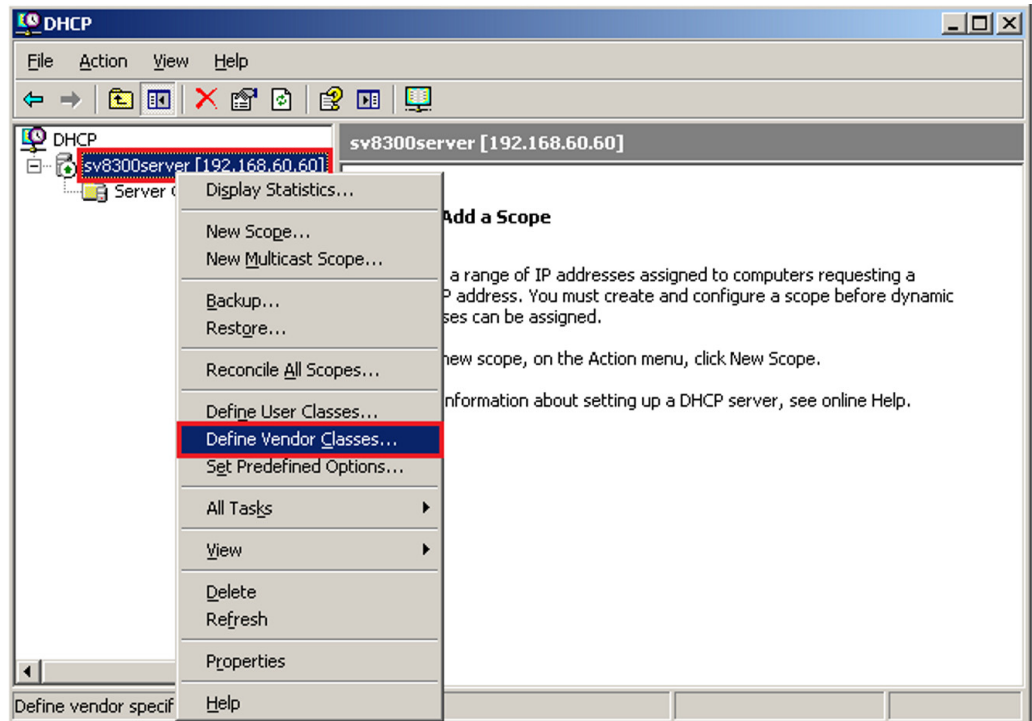 DHCP
File Action View Help
DHCP
sv8300server [192.168.60.60]
Server
sv8300server [192.168.60.60]
Add a Scope
a range of IP addresses assigned to computers requesting a
P address. You must create and configure a scope before dynamic
ses can be assigned.
new scope, on the Action menu, click New Scope.
nformation about setting up a DHCP server, see online Help.
Display Statistics...
New Scope...
New Multicast Scope...
Backup...
Restore...
Reconcile All Scopes...
Define User Classes...
Define Vendor Classes...
Set Predefined Options...
All Tasks
View
Delete
Refresh
Properties
Help
Define vendor specif